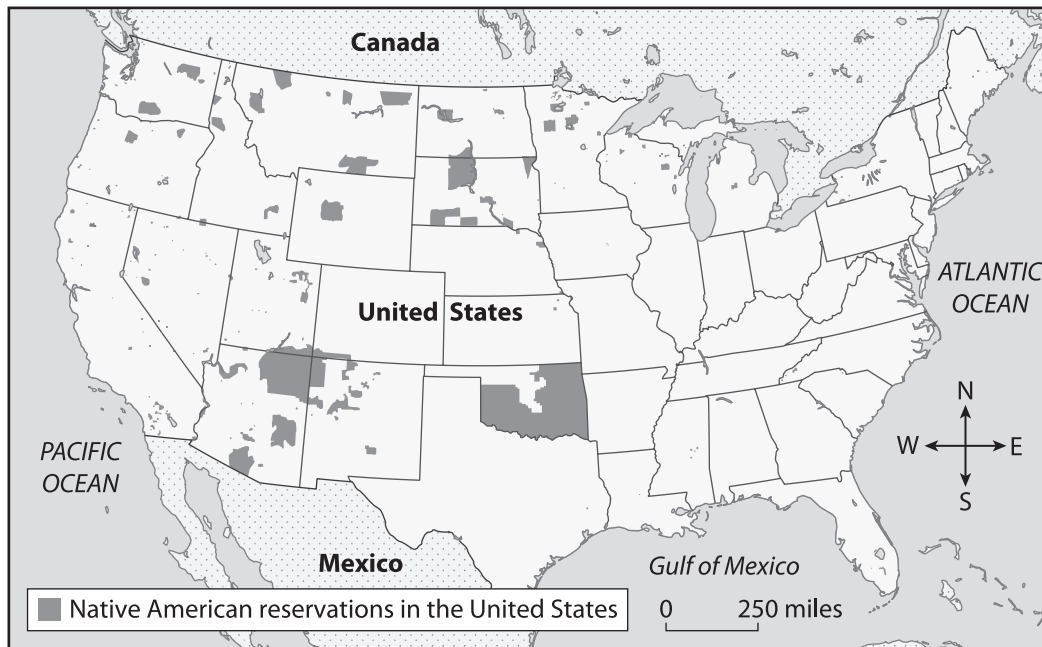 Canada
United States
ATLANTIC
OCEAN
N
W E
S
PACIFIC
OCEAN
Mexico
Gulf of Mexico
Native American reservations in the United States
0 250 miles